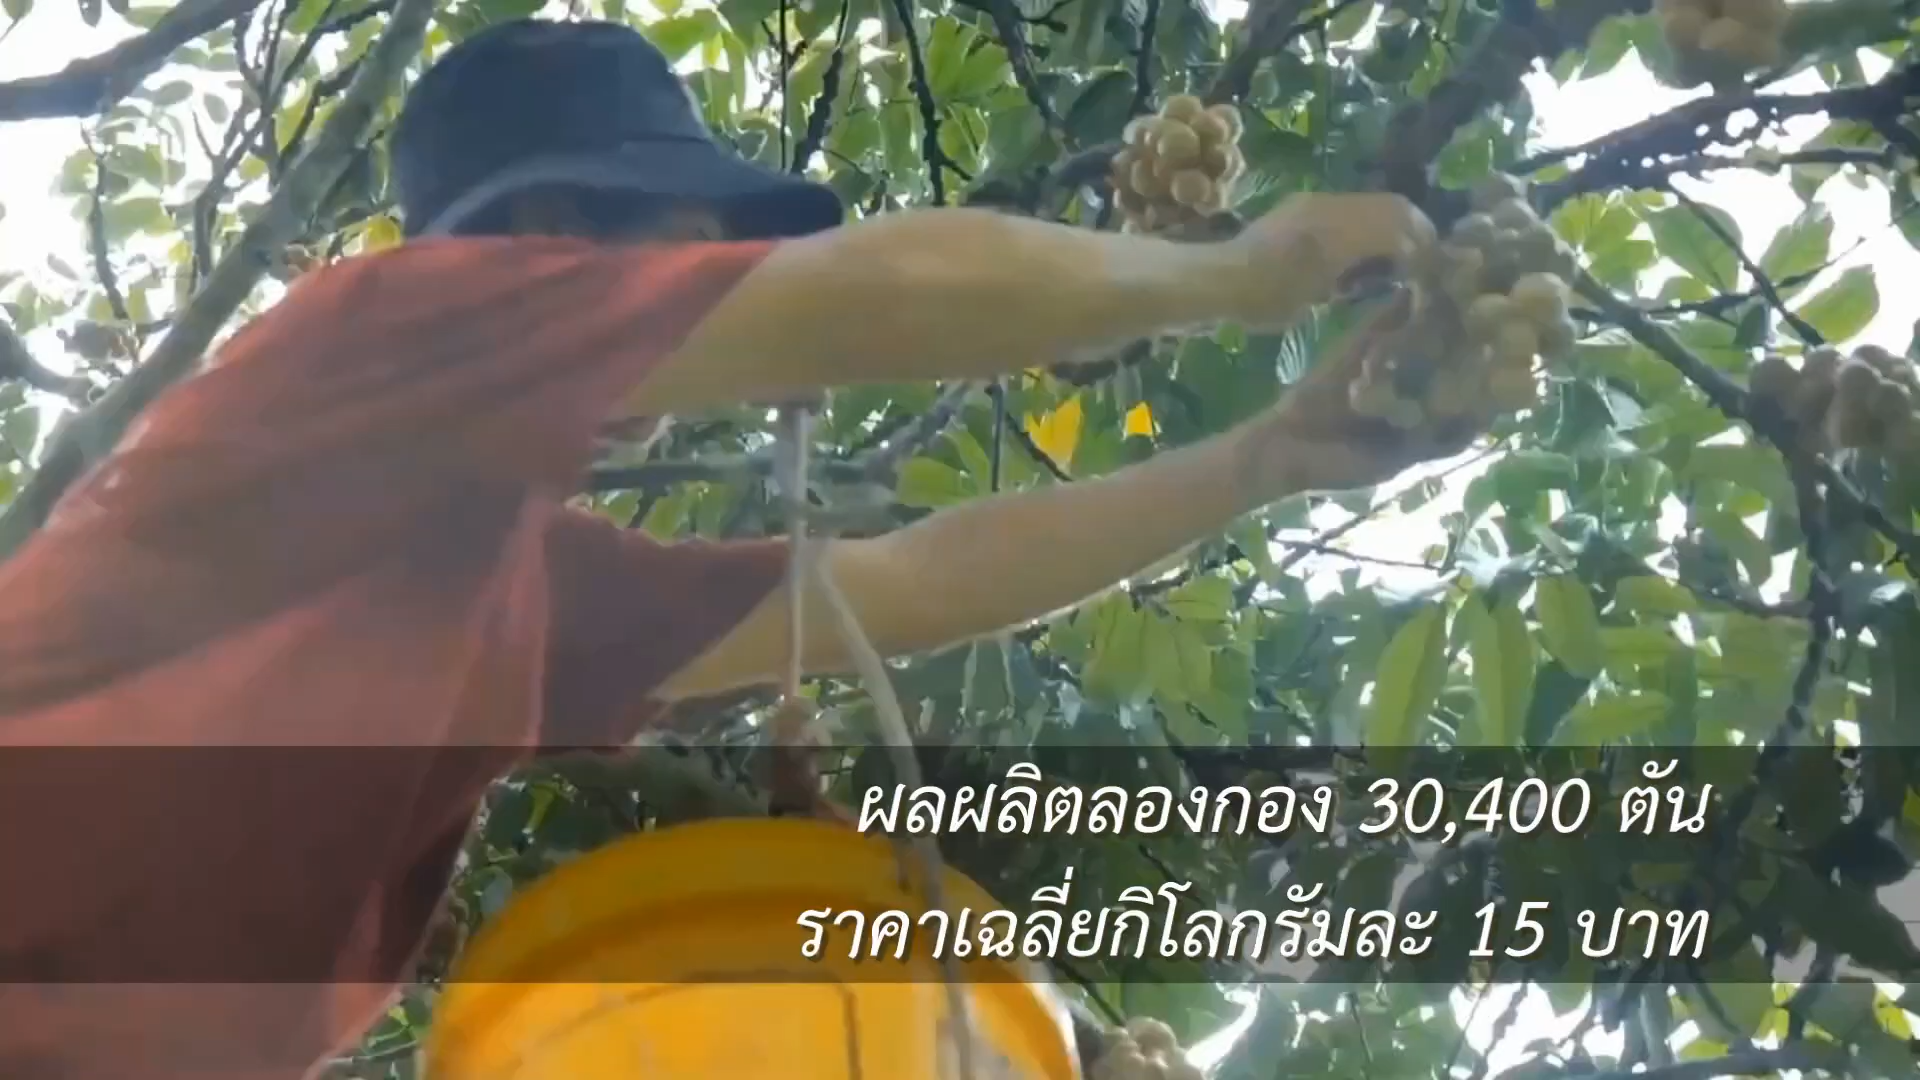 ผลผลิตลองกอง 30,400 ตัน
ราคาเฉลี่ยกิโลกรัมละ 15 บาท